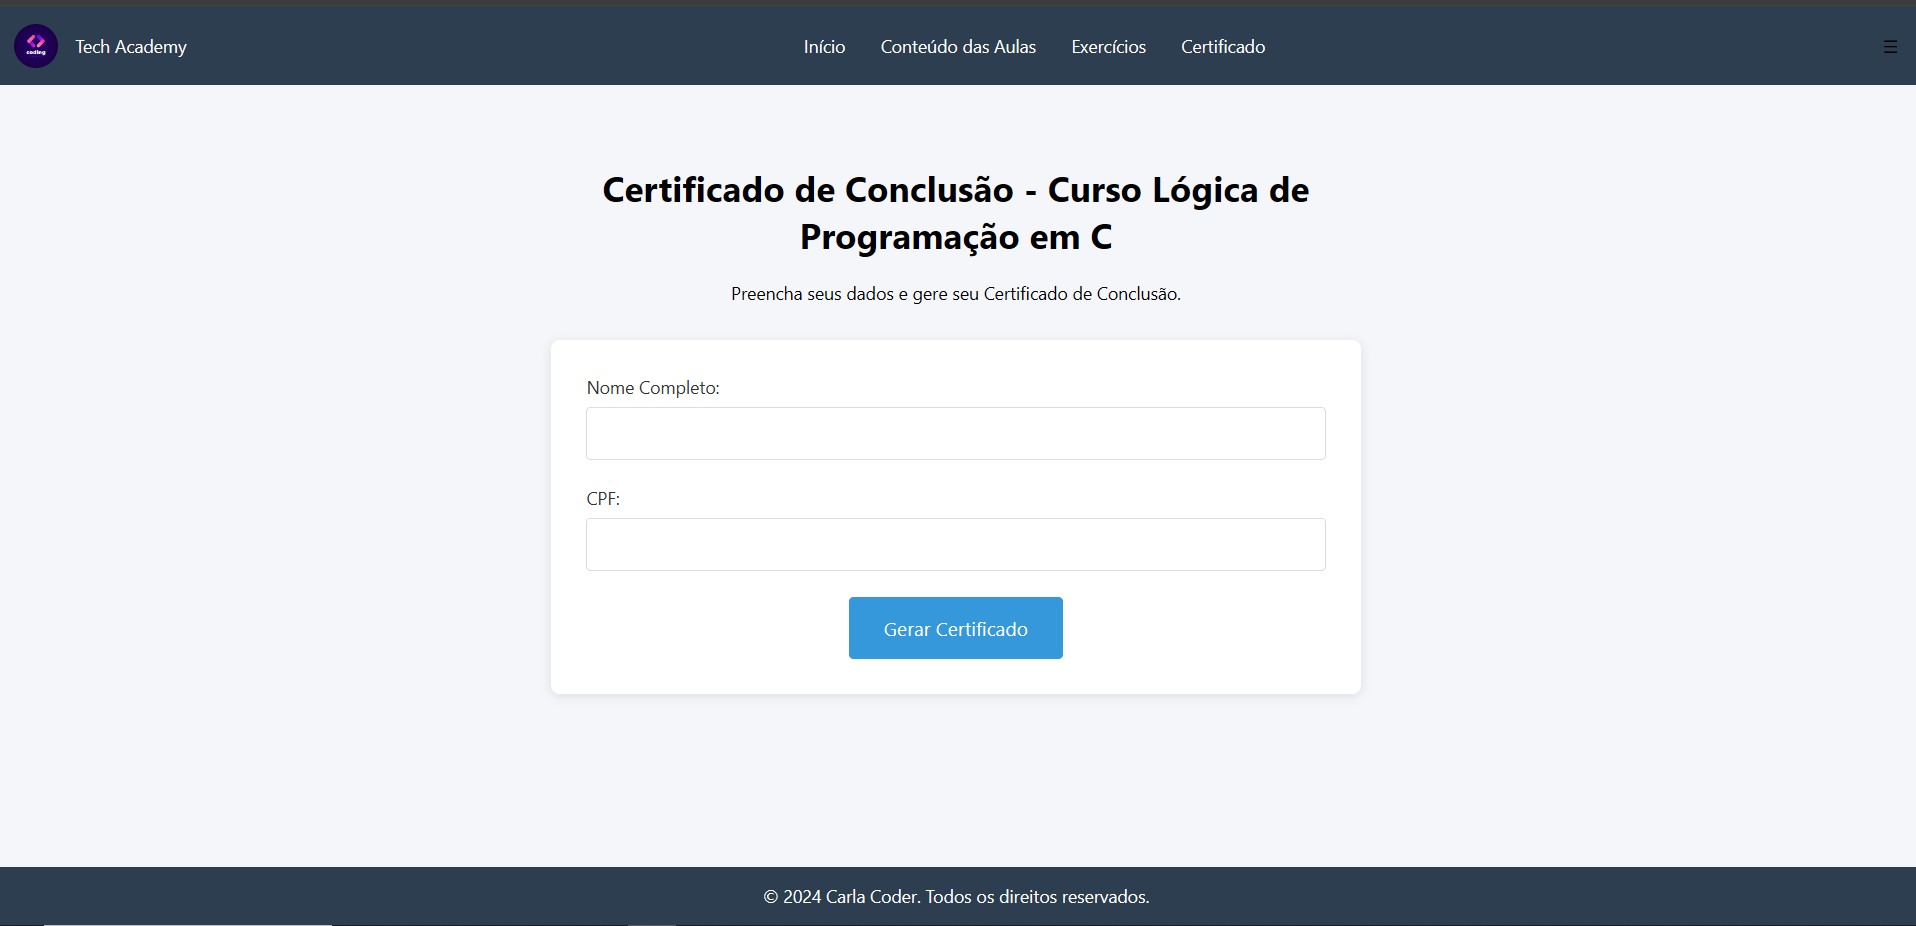 coding
Tech Academy
Início
Conteúdo das Aulas
Exercícios
Certificado
Certificado de Conclusão - Curso Lógica de
Programação em C
Preencha seus dados e gere seu Certificado de Conclusão.
Nome Completo:
CPF:
Gerar Certificado
© 2024 Carla Coder. Todos os direitos reservados.